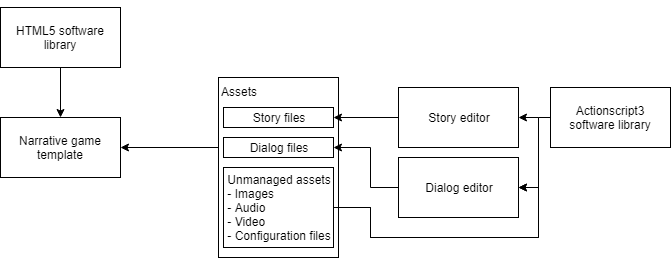 HTML5 software
library
Narrative game
template
Assets
Story files
Dialog files
Unmanaged assets
- Images
- Audio
- Video
- Configuration files
Story editor
Dialog editor
Actionscript3
software library